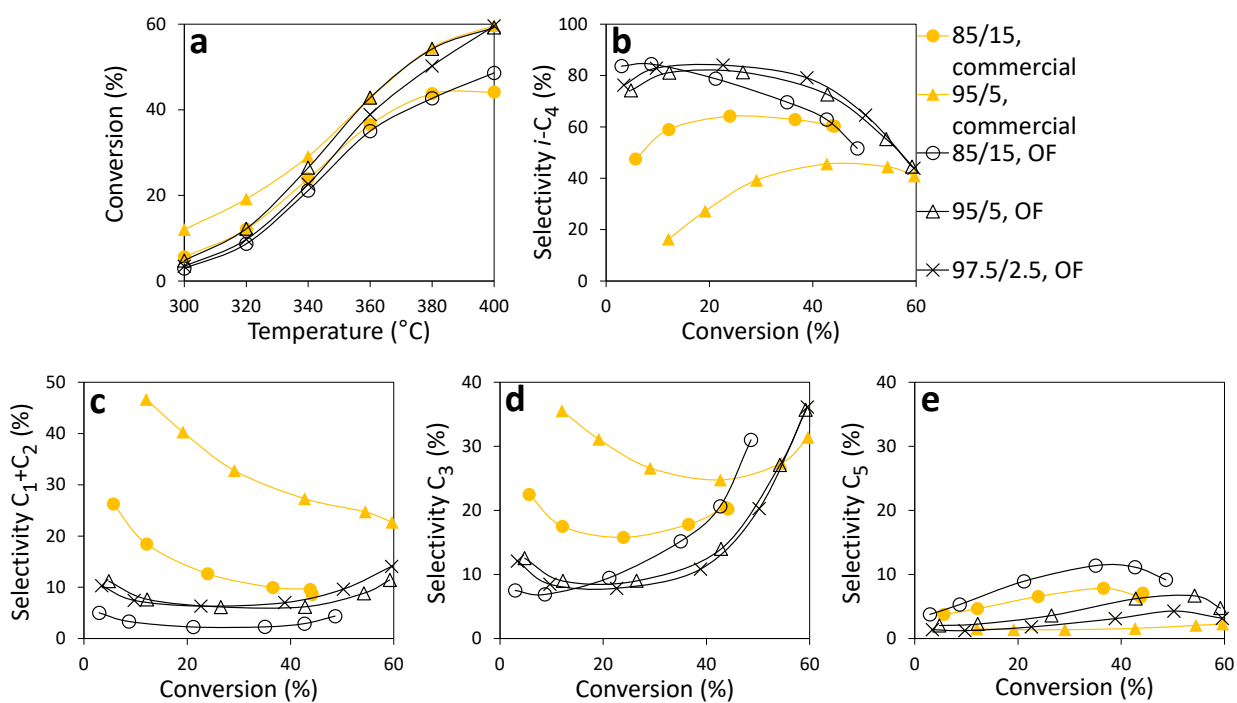 a
Conversion (%)
60
40
20
0
300 320 340 360 380 400
Temperature (°C)
b
Selectivity i-C4 (%)
100
80
60
40
20
0
0 20 40 60
Conversion (%)
85/15,
commercial
95/5,
commercial
85/15, OF
95/5, OF
97.5/2.5, OF
c
Selectivity C1+C2 (%)
50
40
30
20
10
0
0 20 40 60
Conversion (%)
d
Selectivity C3 (%)
40
30
20
10
0
0 20 40 60
Conversion (%)
e
Selectivity C5 (%)
40
30
20
10
0
0 20 40 60
Conversion (%)